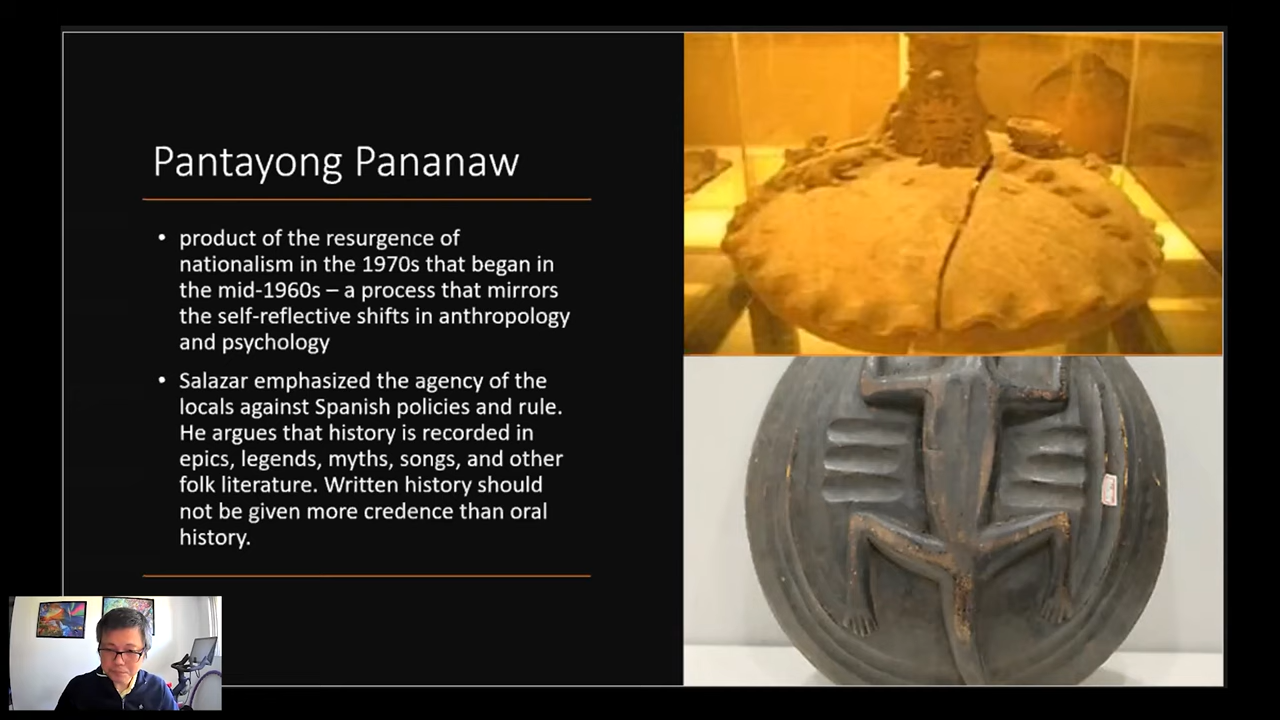 Pantayong Pananaw
• product of the resurgence of
nationalism in the 1970s that began in
the mid-1960s – a process that mirrors
the self-reflective shifts in anthropology
and psychology
• Salazar emphasized the agency of the
locals against Spanish policies and rule.
He argues that history is recorded in
epics, legends, myths, songs, and other
folk literature. Written history should
not be given more credence than oral
history.